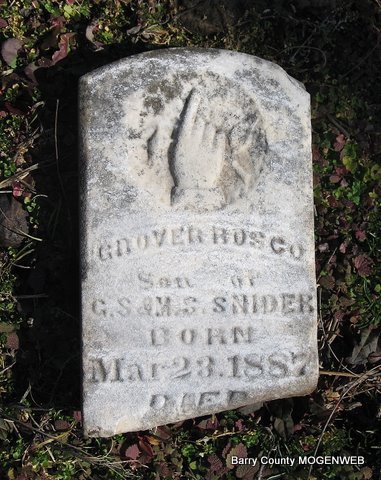 GROVER ROSCO
Son of
G.S & M.S. SNIDER
BORN
Mar 23.1887
DIED
Barry County MOGENWEB